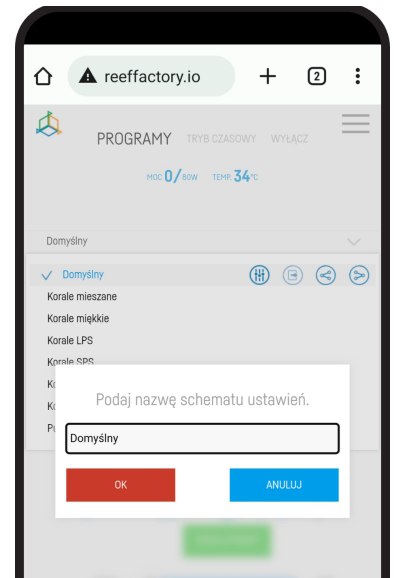 reeffactory.io 2
PROGRAMY TRYB CZASOWY WYŁĄCZ
MOC 0/80W TEMP. 34°C
Domyślny
Domyślny
Korale mieszane
Korale miękkie
Korale LPS
Korale SPS
Podaj nazwę schematu ustawień.
Domyślny
OK ANULUJ